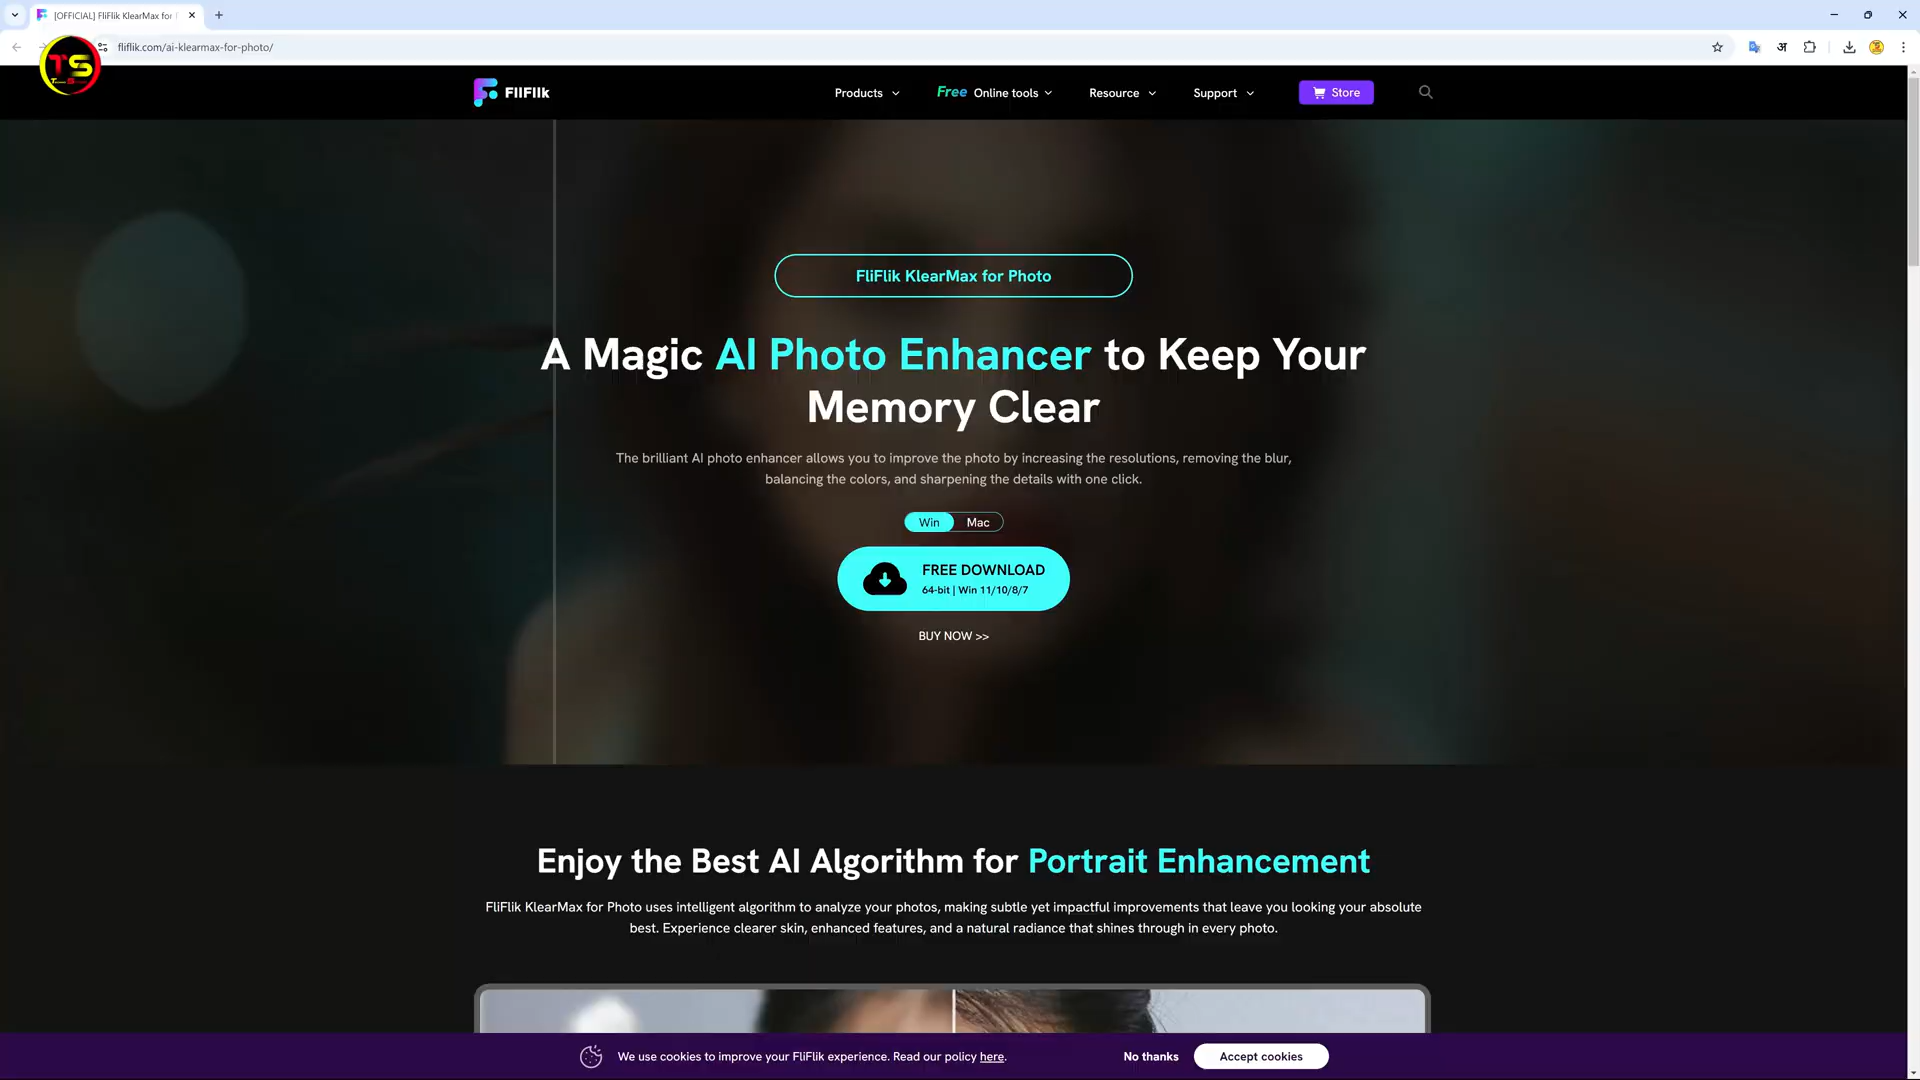 [OFFICIAL] FliFlik KlearMax for
fliflik.com/ai-klearmax-for-photo/
TS
FliFlik
Products
Free Online tools
Resource
Support
Store
FliFlik KlearMax for Photo
A Magic AI Photo Enhancer to Keep Your
Memory Clear
The brilliant AI photo enhancer allows you to improve the photo by increasing the resolutions, removing the blur,
balancing the colors, and sharpening the details with one click.
Win
Mac
FREE DOWNLOAD
64-bit | Win 11/10/8/7
BUY NOW >>
Enjoy the Best AI Algorithm for Portrait Enhancement
FliFlik KlearMax for Photo uses intelligent algorithm to analyze your photos, making subtle yet impactful improvements that leave you looking your absolute
best. Experience clearer skin, enhanced features, and a natural radiance that shines through in every photo.
We use cookies to improve your FliFlik experience. Read our policy here.
No thanks
Accept cookies